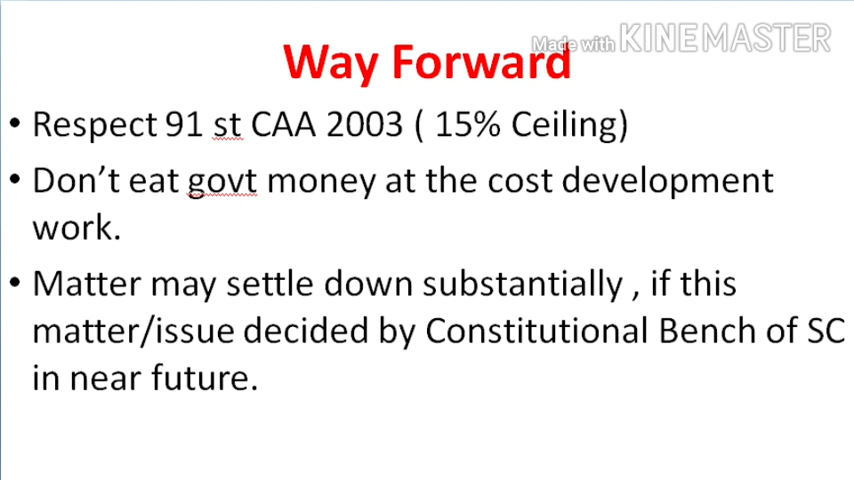 Made with KINEMASTER
Way Forward
• Respect 91 st CAA 2003 ( 15% Ceiling)
• Don't eat govt money at the cost development
work.
• Matter may settle down substantially , if this
matter/issue decided by Constitutional Bench of SC
in near future.